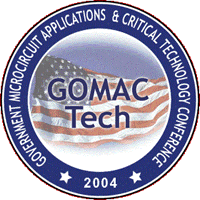 GOVERNMENT MICROCIRCUIT APPLICATIONS & CRITICAL TECHNOLOGY CONFERENCE
GOMAC
Tech
2004